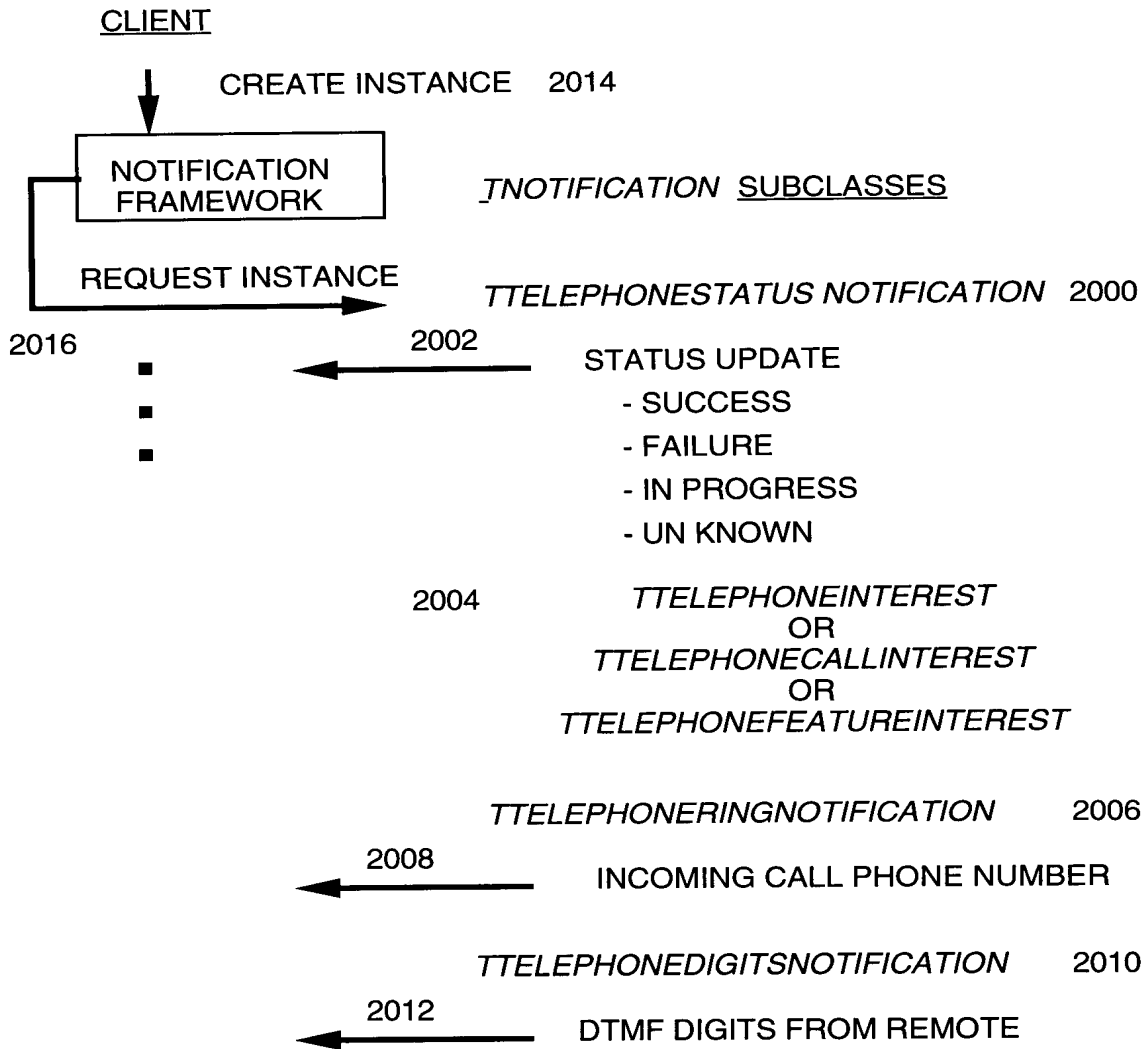 CLIENT
CREATE INSTANCE 2014
NOTIFICATION
FRAMEWORK
TNOTIFICATION SUBCLASSES
REQUEST INSTANCE
TTELEPHONESTATUS NOTIFICATION 2000
2016
2002
STATUS UPDATE
- SUCCESS
- FAILURE
- IN PROGRESS
- UN KNOWN
2004
TTELEPHONEINTEREST
OR
TTELEPHONECALLINTEREST
OR
TTELEPHONEFEATUREINTEREST
TTELEPHONERINGNOTIFICATION 2006
2008
INCOMING CALL PHONE NUMBER
TTELEPHONEDIGITSNOTIFICATION 2010
2012
DTMF DIGITS FROM REMOTE